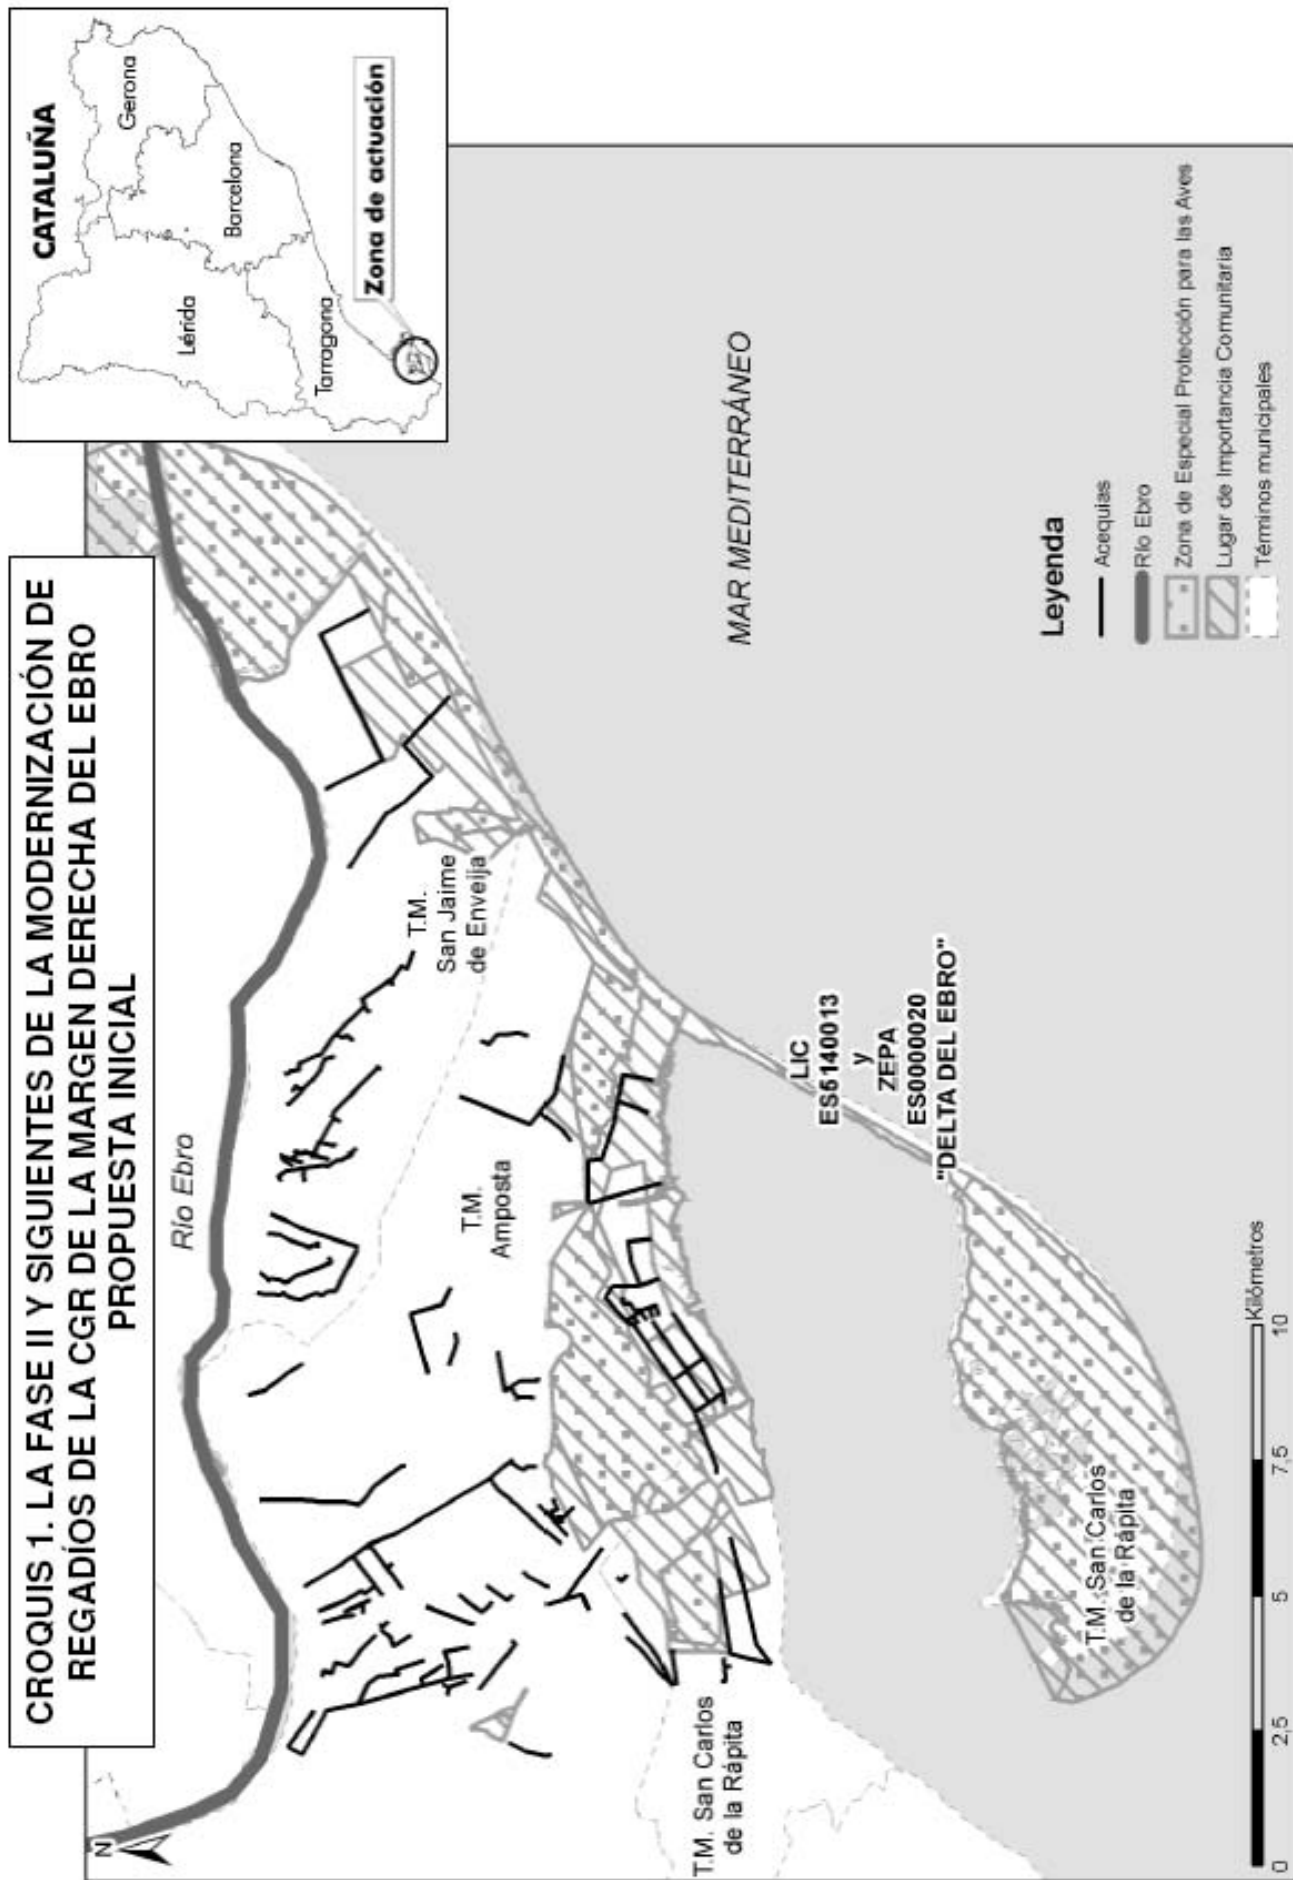 CROQUIS 1. LA FASE II Y SIGUIENTES DE LA MODERNIZACIÓN DE
REGADÍOS DE LA CGR DE LA MARGEN DERECHA DEL EBRO
PROPUESTA INICIAL
CATALUÑA
Gerona
Barcelona
Lérida
Tarragona
Zona de actuación
N
Río Ebro
T.M.
San Jaime
de Enveija
T.M.
Amposta
MAR MEDITERRÁNEO
LIC
ES5140013
y
ZEPA
ES0000020
"DELTA DEL EBRO"
T.M. San Carlos
de la Rápita
T.M. San Carlos
de la Rápita
Leyenda
Acequias
Río Ebro
Zona de Especial Protección para las Aves
Lugar de Importancia Comunitaria
Términos municipales
0 2,5 5 7,5 10
Kilómetros